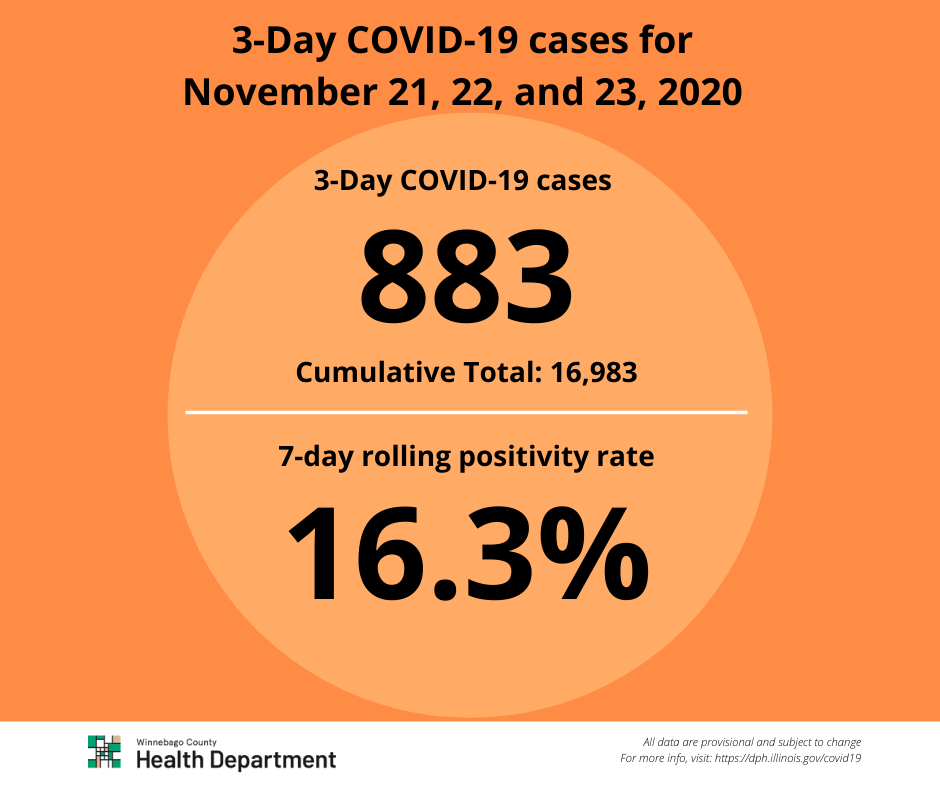 3-Day COVID-19 cases for
November 21, 22, and 23, 2020
3-Day COVID-19 cases
883
Cumulative Total: 16,983
7-day rolling positivity rate
16.3%
Winnebago County
Health Department
All data are provisional and subject to change
For more info, visit: https://dph.illinois.gov/covid19